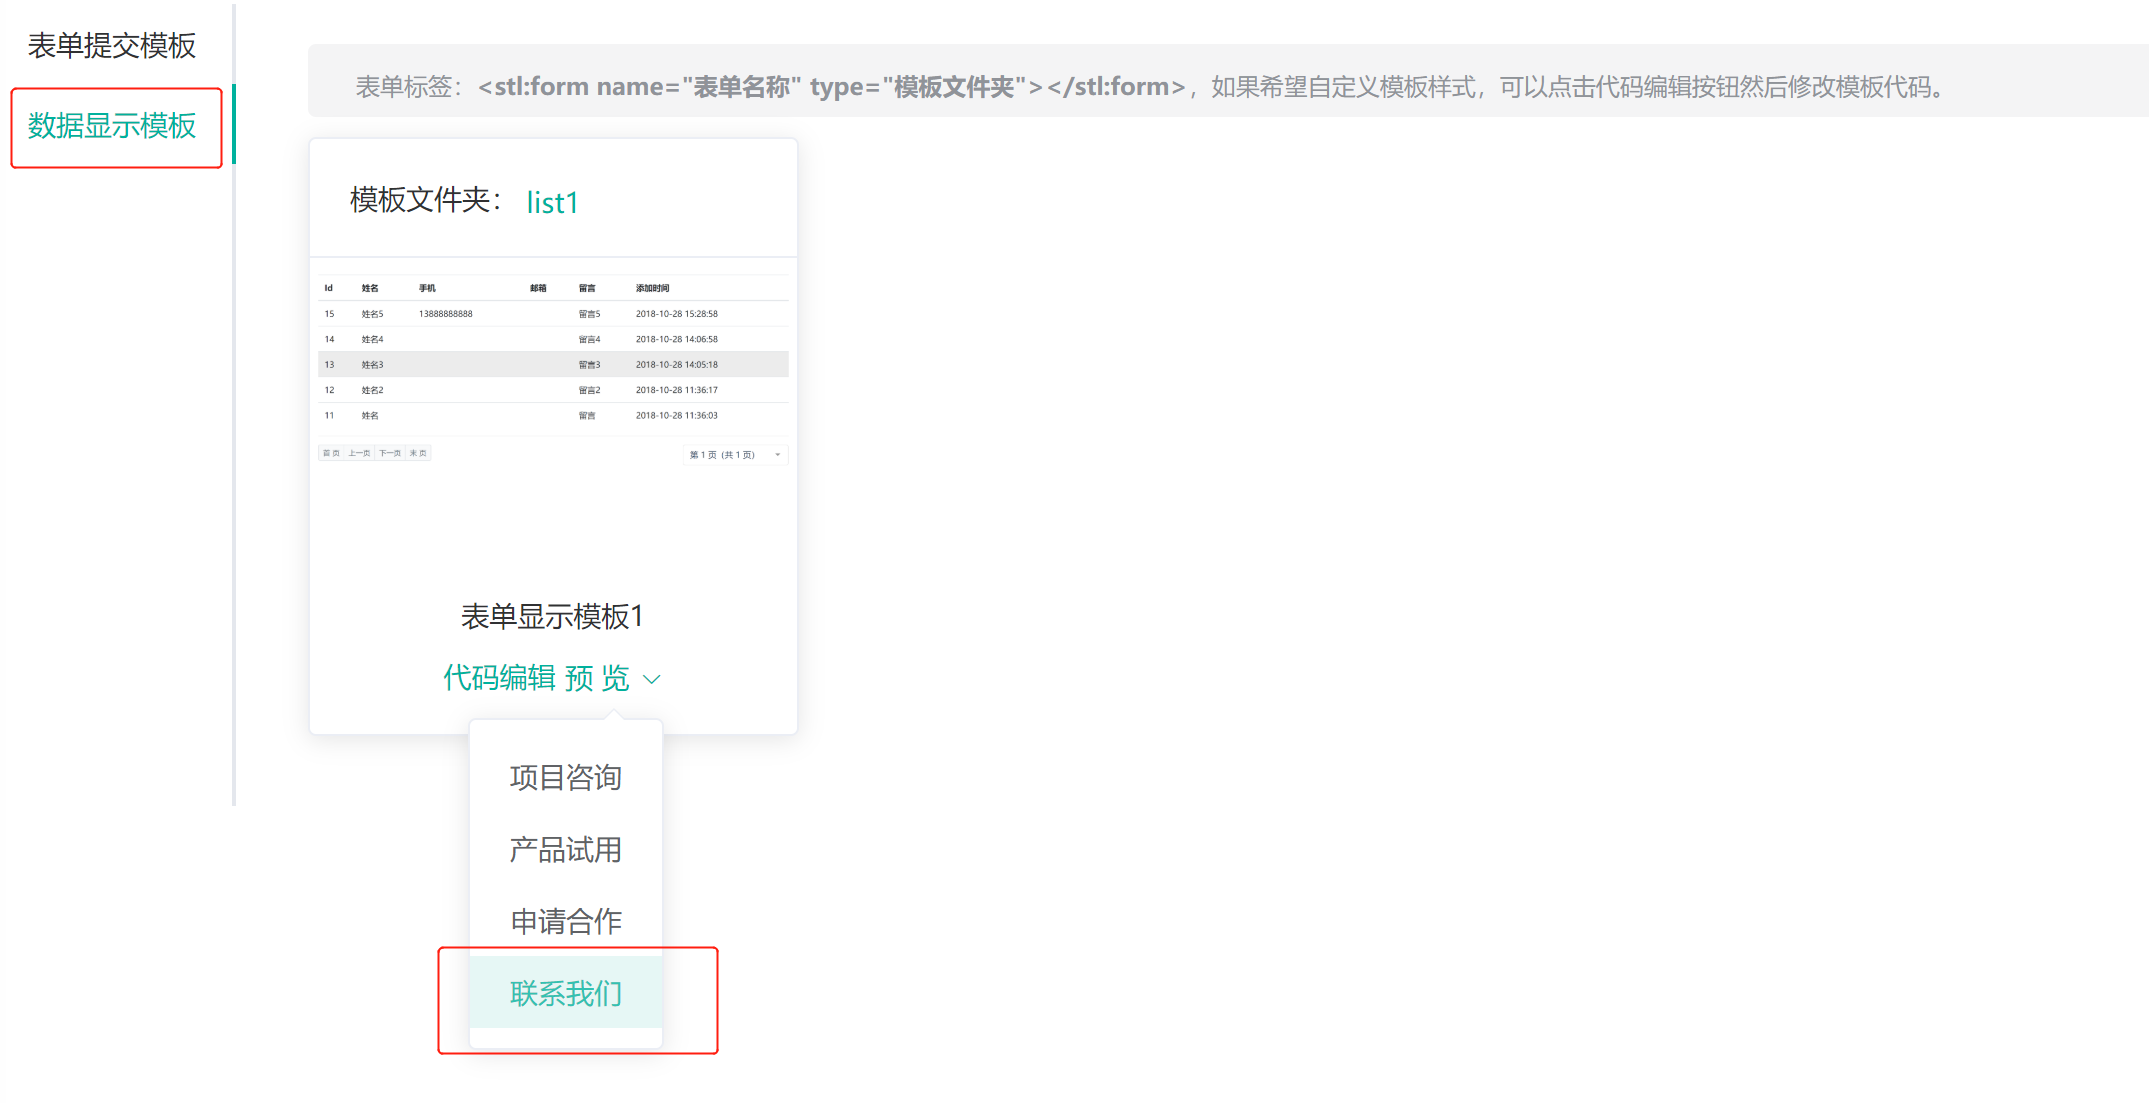 表单提交模板
数据显示模板
表单标签：<stl:form name="表单名称" type="模板文件夹"></stl:form>，如果希望自定义模板样式，可以点击代码编辑按钮然后修改模板代码。
模板文件夹： list1
Id 姓名 手机 邮箱 留言 添加时间
15 姓名5 13888888888 留言5 2018-10-28 15:28:58
14 姓名4 留言4 2018-10-28 14:06:58
13 姓名3 留言3 2018-10-28 14:05:18
12 姓名2 留言2 2018-10-28 11:36:17
11 姓名 留言 2018-10-28 11:36:03
首 页 上一页 下一页 末 页 第 1 页 (共 1 页)
表单显示模板1
代码编辑 预 览
项目咨询
产品试用
申请合作
联系我们